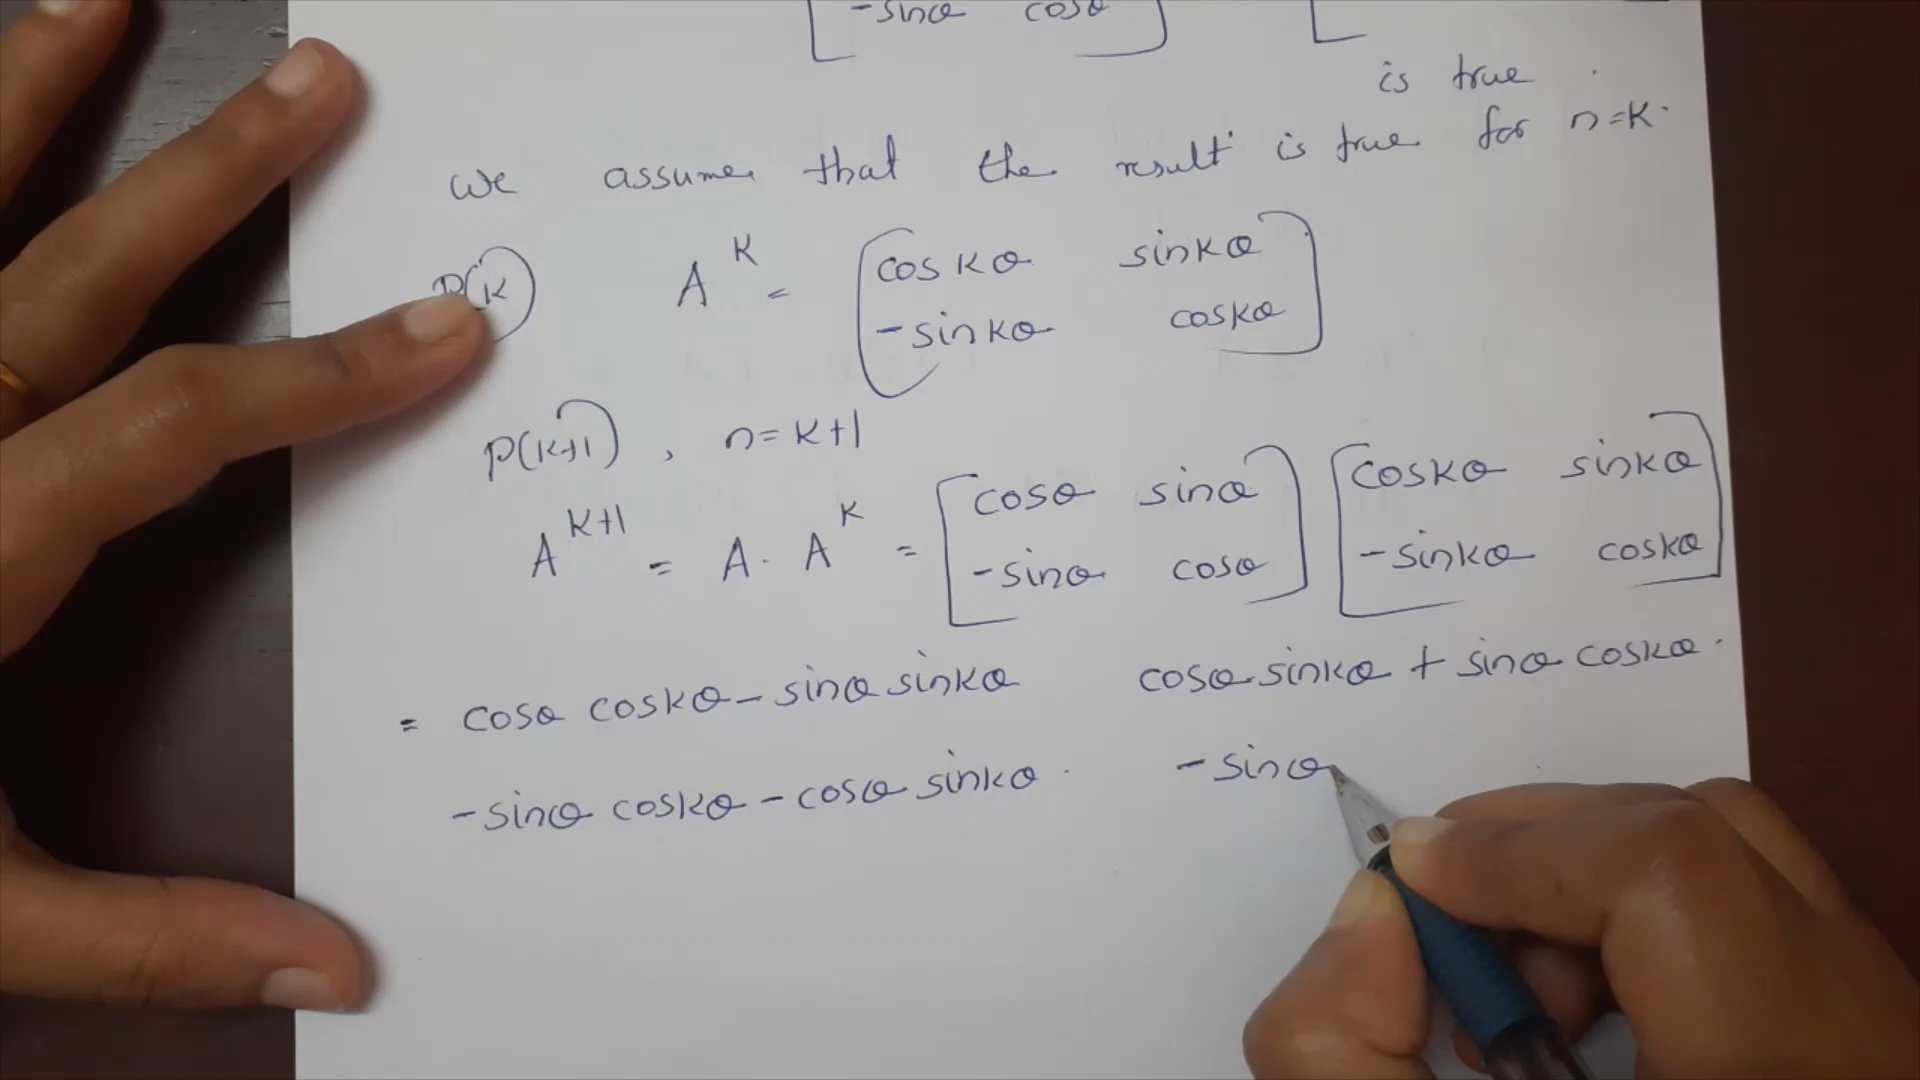 -sinθ cosθ
is true
we assume that the result is true for n=K.
P(K) A^K = [cosKθ sinKθ
-sinKθ cosKθ]
P(K+1), n=K+1
A^K+1 = A. A^K = [cosθ sinθ] [cosKθ sinKθ]
[-sinθ cosθ] [-sinKθ cosKθ]
= cosθ cosKθ - sinθ sinKθ cosθ sinKθ + sinθ cosKθ.
-sinθ cosKθ - cosθ sinKθ. -sinθ